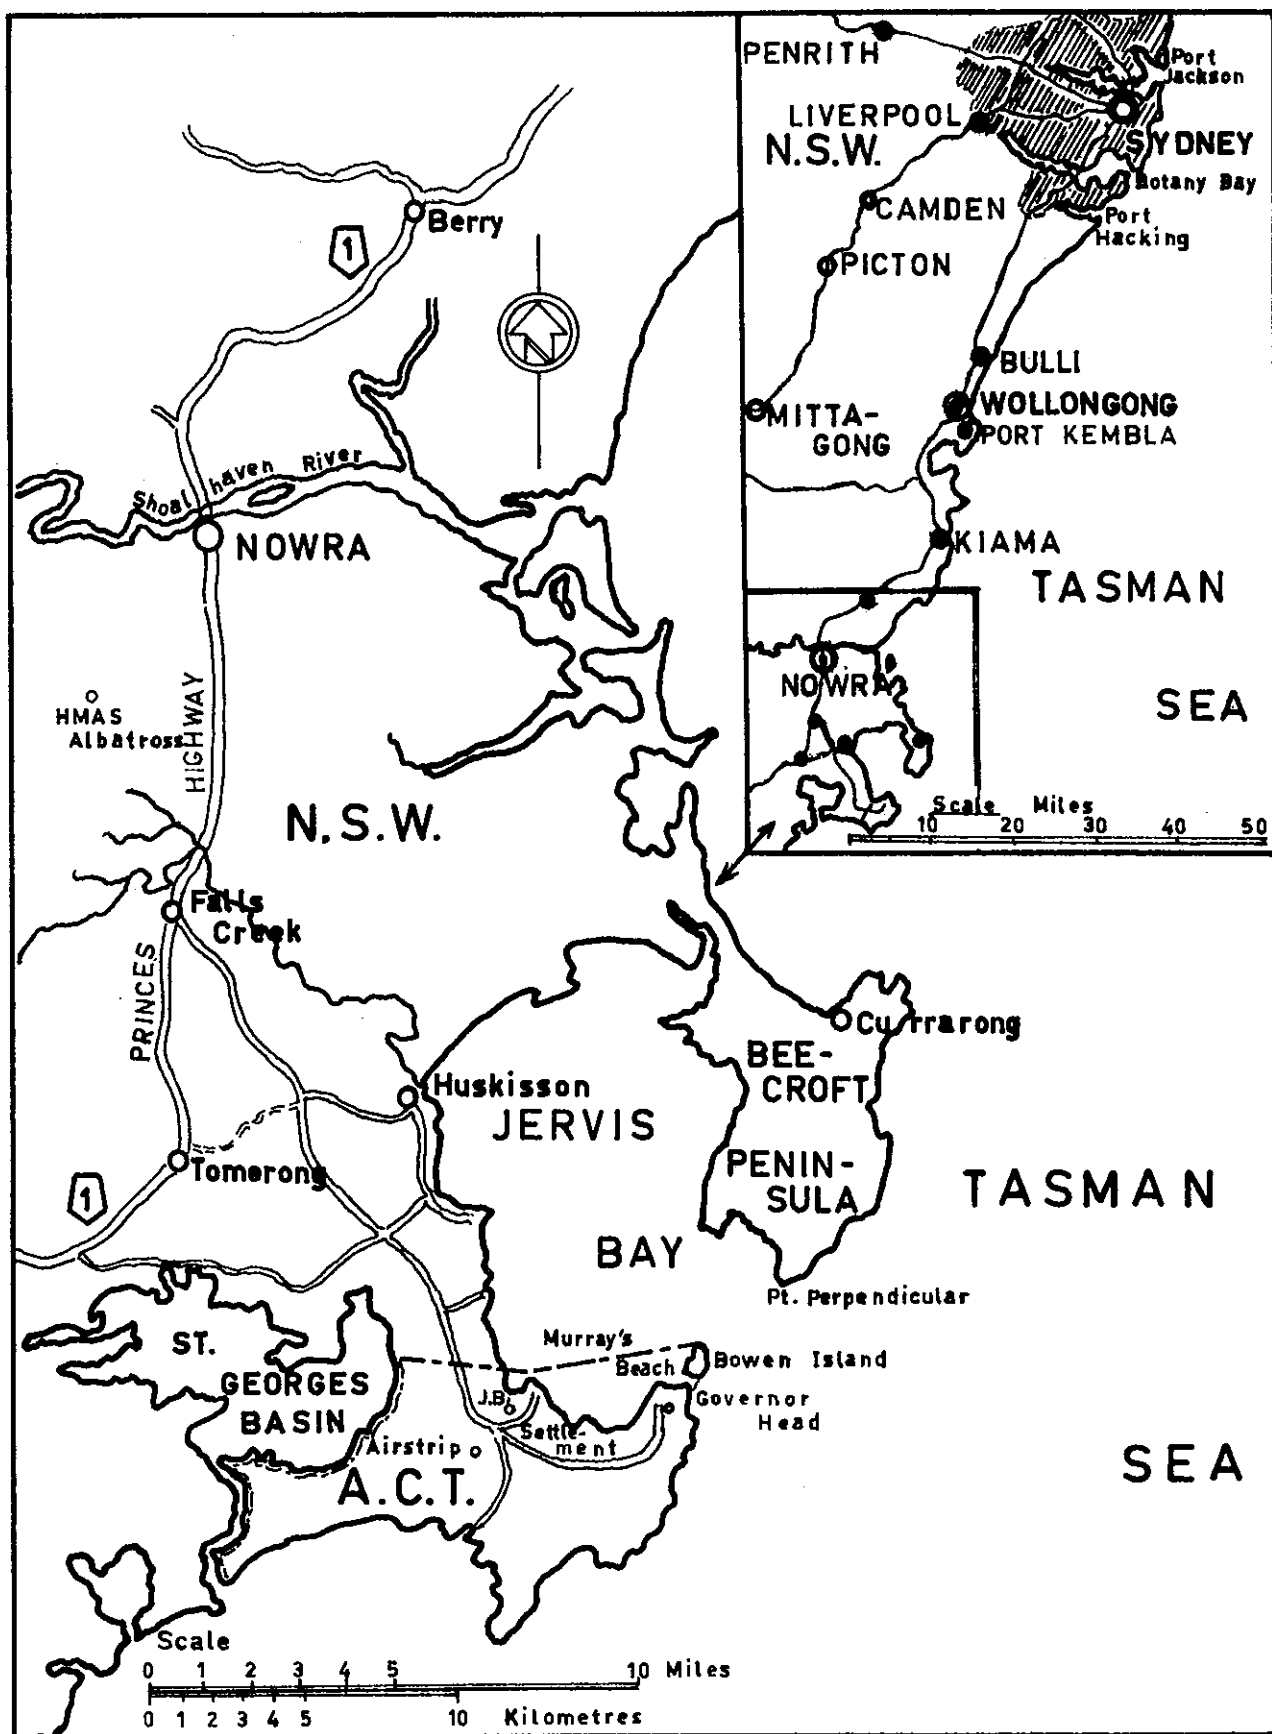 PENRITH
Port
Jackson
LIVERPOOL
N.S.W.
SYDNEY
Botany Bay
CAMDEN
Port
Hacking
PICTON
BULLI
MITTA-
GONG
WOLLONGONG
PORT KEMBLA
KIAMA
TASMAN
SEA
NOWRA
Scale Miles
10 20 30 40 50
Berry
1
N
Shoalhaven River
NOWRA
HMAS
Albatross
HIGHWAY
N.S.W.
Falls
Creek
PRINCES
Currarong
BEE-
CROFT
PENIN-
SULA
Huskisson
JERVIS
BAY
Tomerong
1
TASMAN
SEA
Pt. Perpendicular
ST.
GEORGES
BASIN
Murray's
Beach
Bowen Island
Governor
Head
J.B.
Settle-
ment
Airstrip
A.C.T.
Scale
0 1 2 3 4 5 10 Miles
0 1 2 3 4 5 10 Kilometres